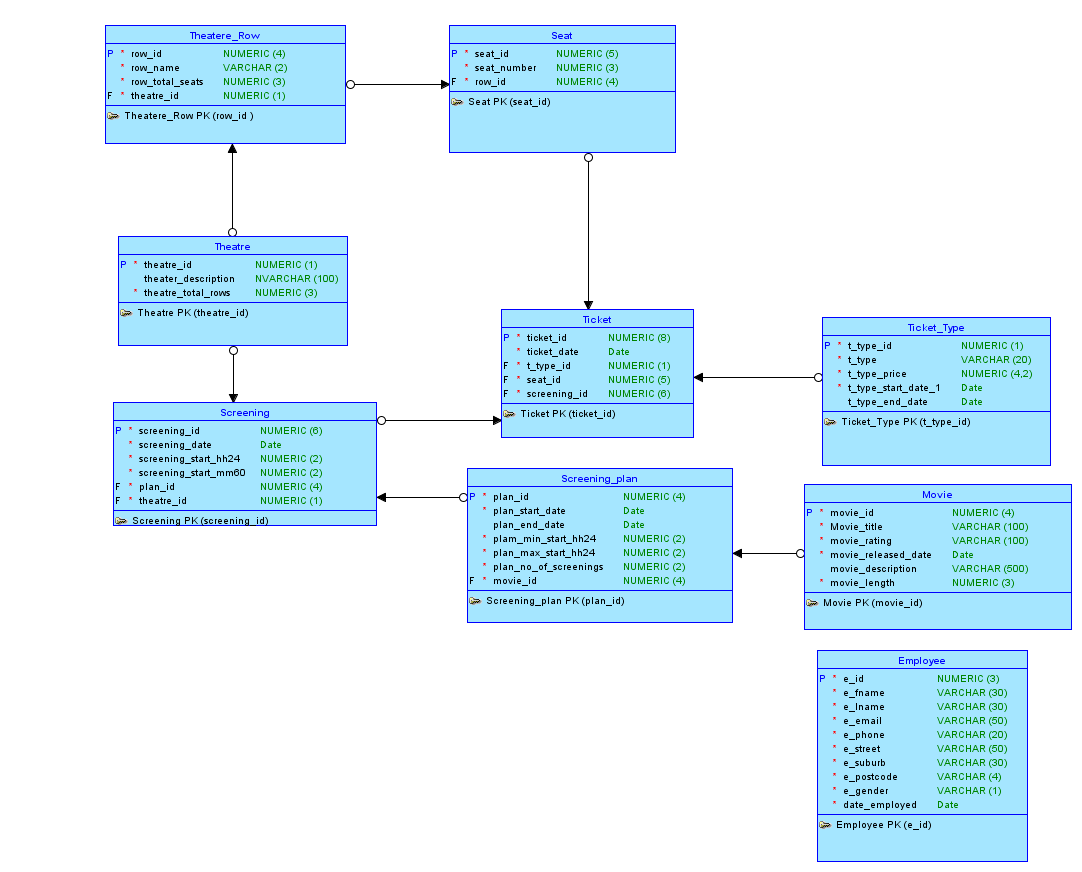 Theatere_Row
P * row_id NUMERIC (4)
* row_name VARCHAR (2)
* row_total_seats NUMERIC (3)
F * theatre_id NUMERIC (1)
Theatere_Row PK (row_id )
Seat
P * seat_id NUMERIC (5)
* seat_number NUMERIC (3)
F * row_id NUMERIC (4)
Seat PK (seat_id)
Theatre
P * theatre_id NUMERIC (1)
theater_description NVARCHAR (100)
* theatre_total_rows NUMERIC (3)
Theatre PK (theatre_id)
Ticket
P * ticket_id NUMERIC (8)
* ticket_date Date
F * t_type_id NUMERIC (1)
F * seat_id NUMERIC (5)
F * screening_id NUMERIC (6)
Ticket PK (ticket_id)
Ticket_Type
P * t_type_id NUMERIC (1)
* t_type VARCHAR (20)
* t_type_price NUMERIC (4,2)
* t_type_start_date_1 Date
t_type_end_date Date
Ticket_Type PK (t_type_id)
Screening
P * screening_id NUMERIC (6)
* screening_date Date
* screening_start_hh24 NUMERIC (2)
* screening_start_mm60 NUMERIC (2)
F * plan_id NUMERIC (4)
F * theatre_id NUMERIC (1)
Screening PK (screening_id)
Screening_plan
P * plan_id NUMERIC (4)
* plan_start_date Date
plan_end_date Date
* plam_min_start_hh24 NUMERIC (2)
* plan_max_start_hh24 NUMERIC (2)
* plan_no_of_screenings NUMERIC (2)
F * movie_id NUMERIC (4)
Screening_plan PK (plan_id)
Movie
P * movie_id NUMERIC (4)
* Movie_title VARCHAR (100)
* movie_rating VARCHAR (100)
* movie_released_date Date
movie_description VARCHAR (500)
* movie_length NUMERIC (3)
Movie PK (movie_id)
Employee
P * e_id NUMERIC (3)
* e_fname VARCHAR (30)
* e_lname VARCHAR (30)
* e_email VARCHAR (50)
* e_phone VARCHAR (20)
* e_street VARCHAR (50)
* e_suburb VARCHAR (30)
* e_postcode VARCHAR (4)
* e_gender VARCHAR (1)
* date_employed Date
Employee PK (e_id)